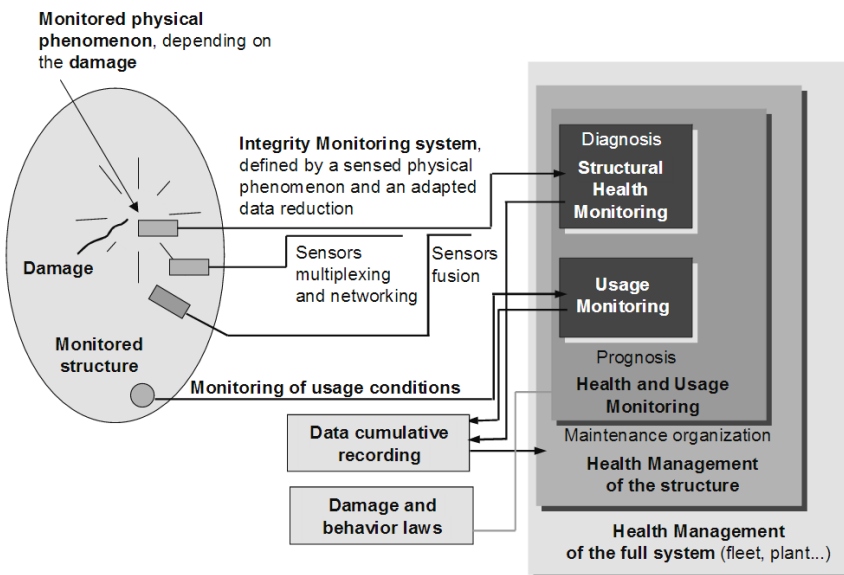 Monitored physical
phenomenon, depending on
the damage
Integrity Monitoring system,
defined by a sensed physical
phenomenon and an adapted
data reduction
Damage
Sensors
multiplexing
and networking
Sensors
fusion
Monitored
structure
Monitoring of usage conditions
Data cumulative
recording
Damage and
behavior laws
Diagnosis
Structural
Health
Monitoring
Usage
Monitoring
Prognosis
Health and Usage
Monitoring
Maintenance organization
Health Management
of the structure
Health Management
of the full system (fleet, plant...)